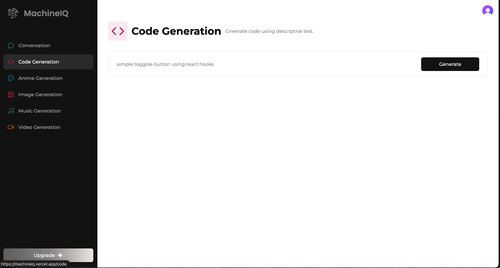 MachineIQ
Conversation
Code Generation
Anime Generation
Image Generation
Music Generation
Video Generation
Upgrade
https://machineiq.vercel.app/code
Code Generation
Gneerate code using descriptive text.
simple toggole button using react hooks
Generate